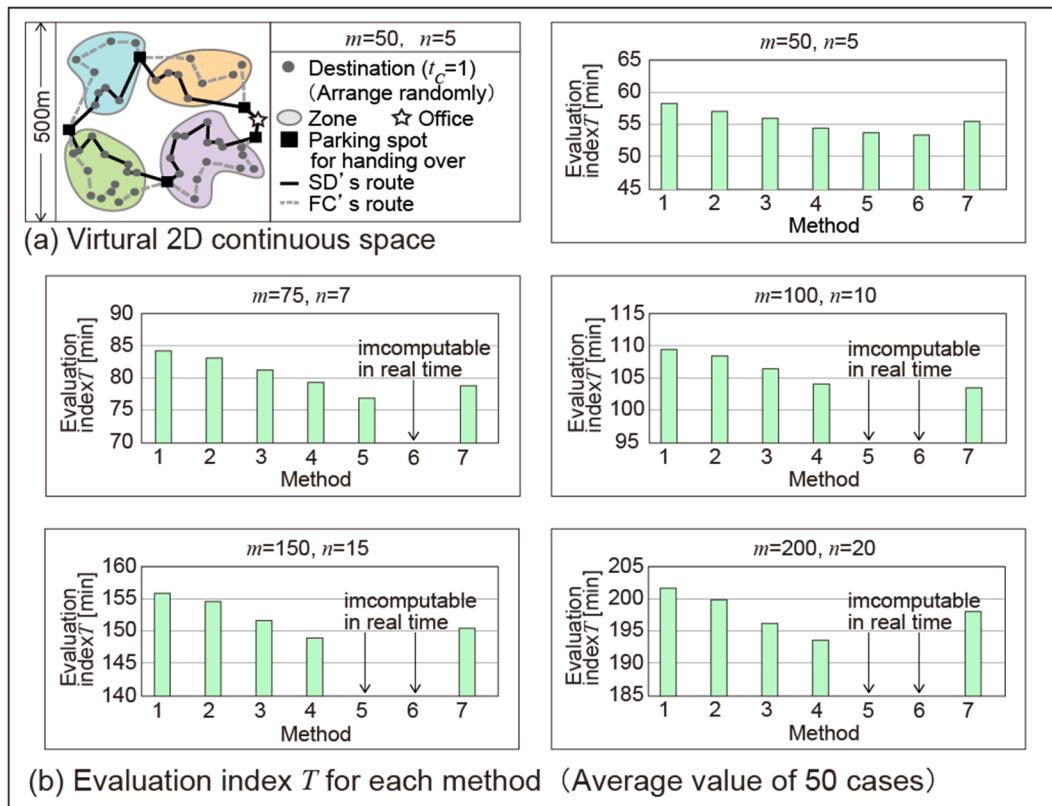 500m
m=50, n=5
Destination (t_c=1)
(Arrange randomly)
Zone Office
Parking spot
for handing over
SD's route
FC's route
(a) Virtural 2D continuous space
m=50, n=5
Evaluation
index T [min]
65
60
55
50
45
1 2 3 4 5 6 7
Method
m=75, n=7
Evaluation
index T [min]
90
85
80
75
70
imcomputable
in real time
1 2 3 4 5 6 7
Method
m=100, n=10
Evaluation
index T [min]
115
110
105
100
95
imcomputable
in real time
1 2 3 4 5 6 7
Method
m=150, n=15
Evaluation
index T [min]
160
155
150
145
140
imcomputable
in real time
1 2 3 4 5 6 7
Method
m=200, n=20
Evaluation
index T [min]
205
200
195
190
185
imcomputable
in real time
1 2 3 4 5 6 7
Method
(b) Evaluation index T for each method (Average value of 50 cases)